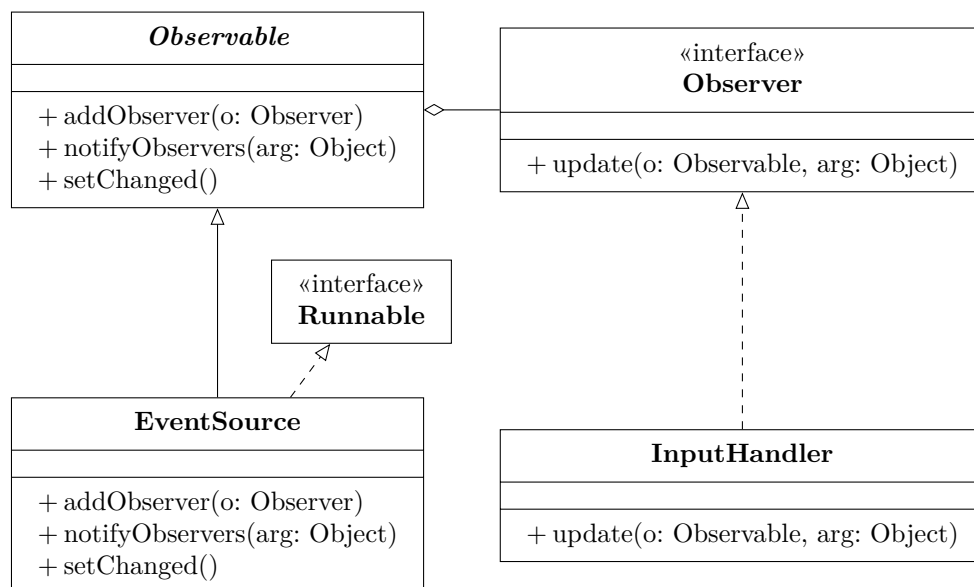 Observable
+ addObserver(o: Observer)
+ notifyObservers(arg: Object)
+ setChanged()
«interface»
Observer
+ update(o: Observable, arg: Object)
«interface»
Runnable
EventSource
+ addObserver(o: Observer)
+ notifyObservers(arg: Object)
+ setChanged()
InputHandler
+ update(o: Observable, arg: Object)